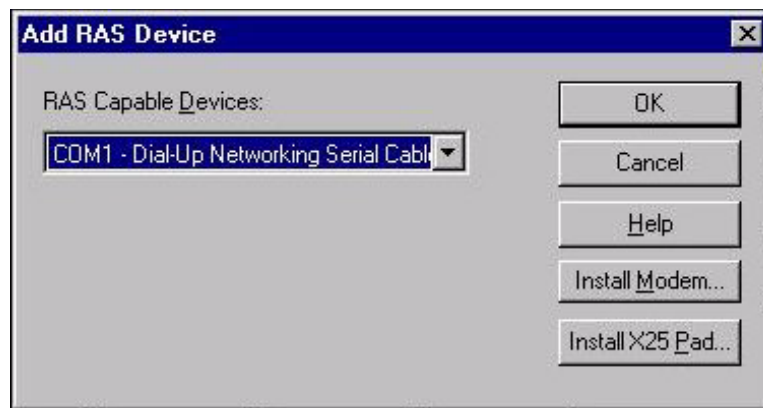 Add RAS Device
RAS Capable Devices:
COM1 - Dial-Up Networking Serial Cabl
OK
Cancel
Help
Install Modem...
Install X25 Pad...